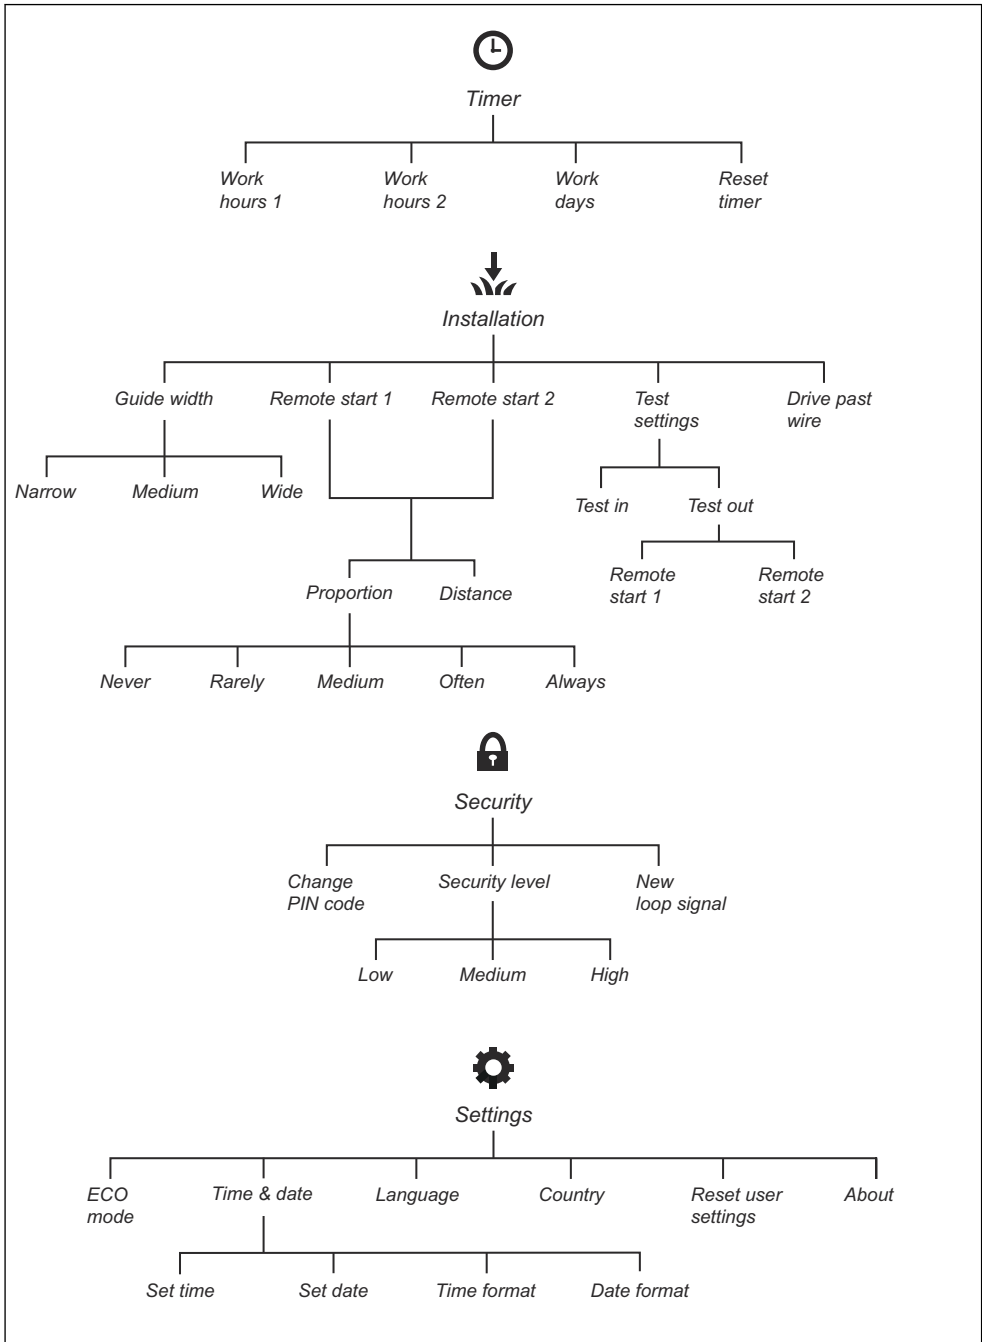 Timer
Work
hours 1
Work
hours 2
Work
days
Reset
timer
Installation
Guide width
Remote start 1
Remote start 2
Test
settings
Drive past
wire
Narrow
Medium
Wide
Test in
Test out
Proportion
Distance
Remote
start 1
Remote
start 2
Never
Rarely
Medium
Often
Always
Security
Change
PIN code
Security level
New
loop signal
Low
Medium
High
Settings
ECO
mode
Time & date
Language
Country
Reset user
settings
About
Set time
Set date
Time format
Date format